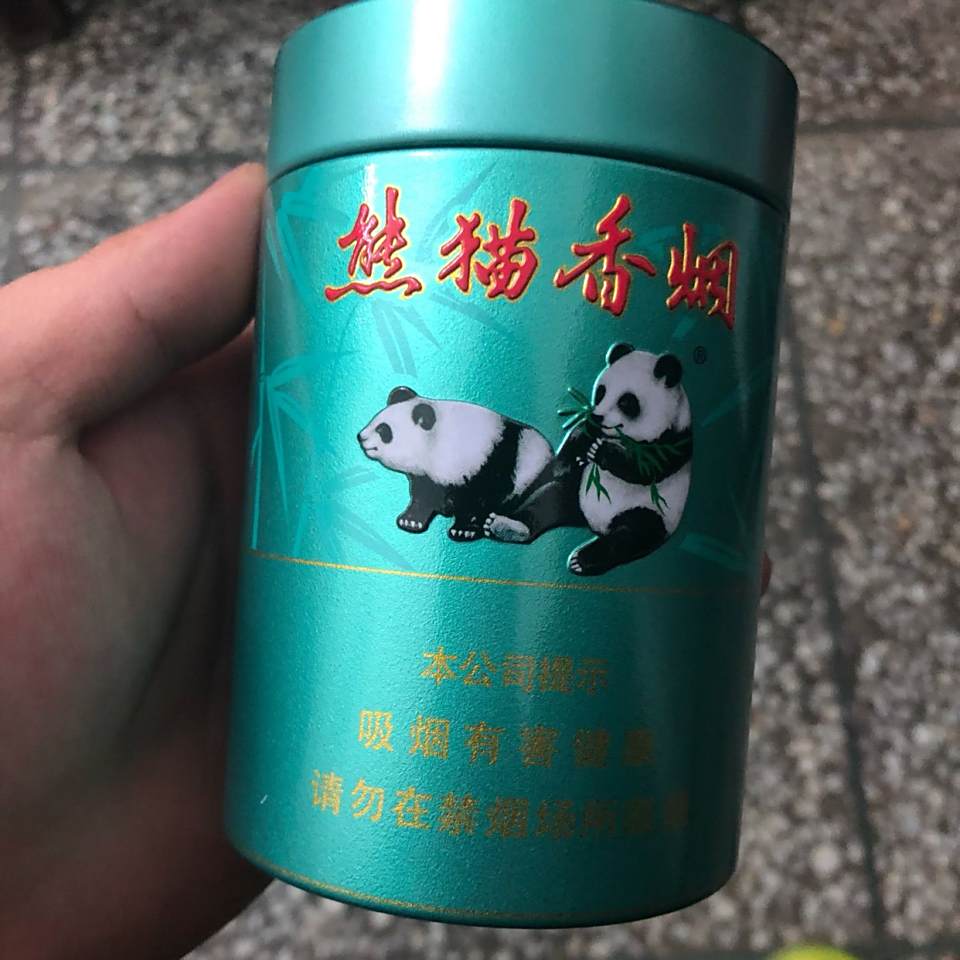 熊猫香烟
®
本公司提示
吸烟有害健康
请勿在禁烟场所吸烟